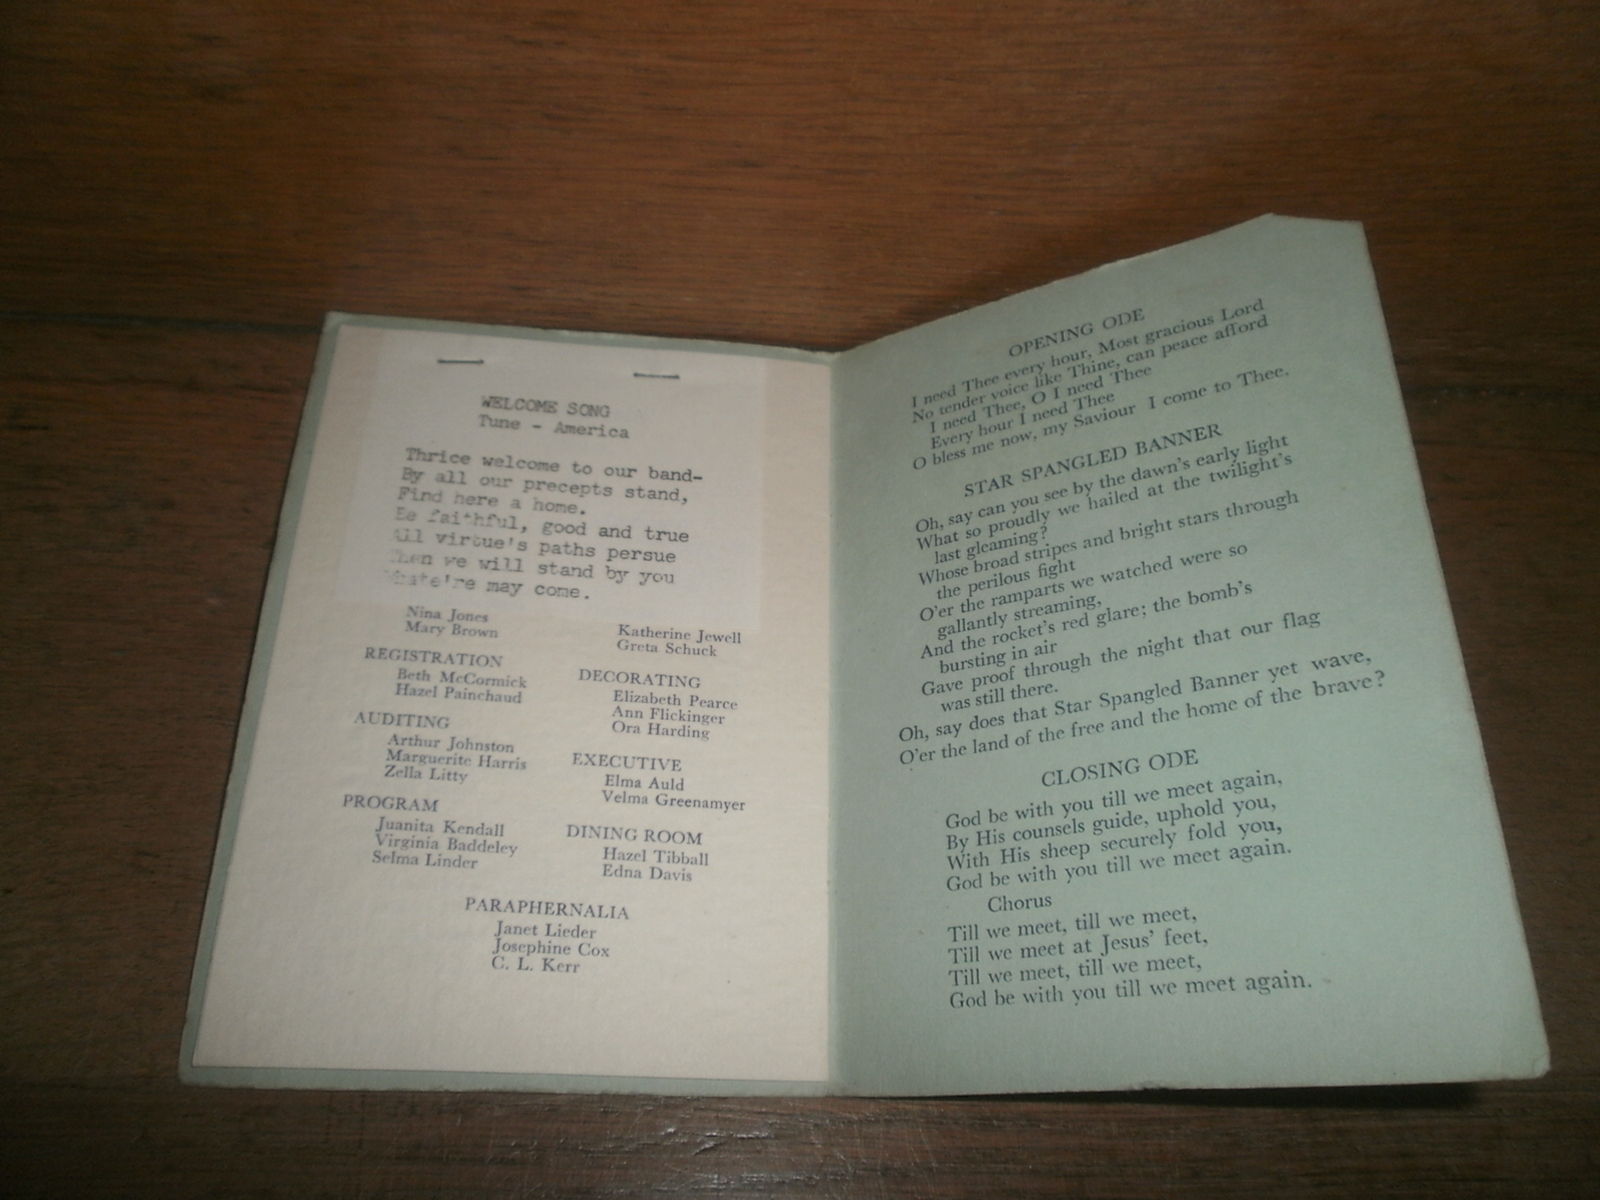 WELCOME SONG
Tune - America
Thrice welcome to our band-
By all our precepts stand,
Find here a home.
Be faithful, good and true
All virtue's paths persue
Then we will stand by you
may come.
Nina Jones
Mary Brown
REGISTRATION
Beth McCormick
Hazel Painchaud
AUDITING
Arthur Johnston
Marguerite Harris
Zella Litty
PROGRAM
Juanita Kendall
Virginia Baddeley
Selma Linder
Katherine Jewell
Greta Schuck
DECORATING
Elizabeth Pearce
Ann Flickinger
Ora Harding
EXECUTIVE
Elma Auld
Velma Greenamyer
DINING ROOM
Hazel Tibball
Edna Davis
PARAPHERNALIA
Janet Lieder
Josephine Cox
C. L. Kerr
OPENING ODE
I need Thee every hour, Most gracious Lord
No tender voice like Thine, can peace afford
I need Thee, O I need Thee
Every hour I need Thee
O bless me now, my Saviour I come to Thee.
STAR SPANGLED BANNER
Oh, say can you see by the dawn's early light
What so proudly we hailed at the twilight's
last gleaming?
Whose broad stripes and bright stars through
the perilous fight
O'er the ramparts we watched were so
gallantly streaming,
And the rocket's red glare; the bomb's
bursting in air
Gave proof through the night that our flag
was still there.
Oh, say does that Star Spangled Banner yet wave,
O'er the land of the free and the home of the brave?
CLOSING ODE
God be with you till we meet again,
By His counsels guide, uphold you,
With His sheep securely fold you,
God be with you till we meet again.
Chorus
Till we meet, till we meet,
Till we meet at Jesus' feet,
Till we meet, till we meet,
God be with you till we meet again.